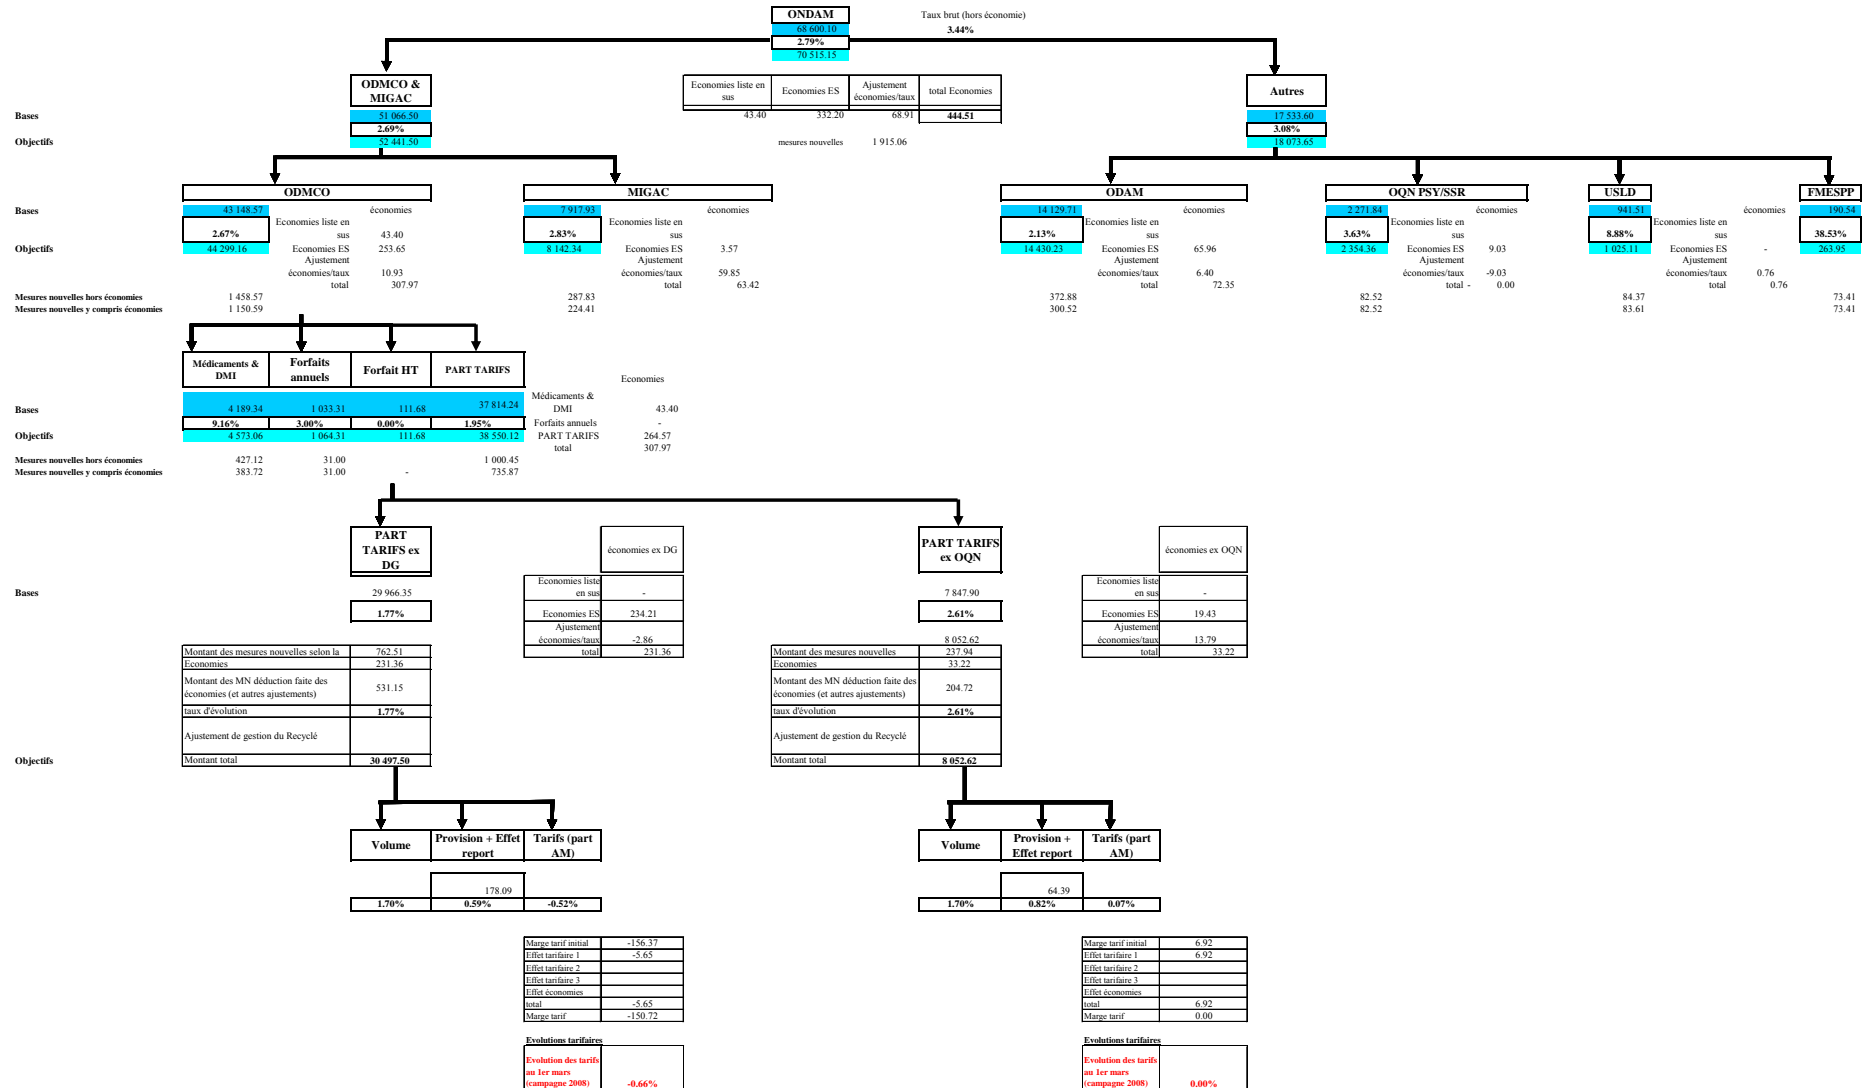 ONDAM
Taux brut (hors économie)
68 600.10
3.44%
2.79%
70 515.15
ODMCO &
MIGAC
Economies liste en
sus
Economies ES
Ajustement
économies/taux
total Economies
Autres
Bases
51 066.50
43.40
332.20
68.91
444.51
17 533.60
2.69%
3.08%
Objectifs
52 441.50
mesures nouvelles
1 915.06
18 073.65
ODMCO
MIGAC
ODAM
OQN PSY/SSR
USLD
FMESPP
Bases
43 148.57
économies
7 917.93
économies
14 129.71
économies
2 271.84
économies
941.51
économies
190.54
2.67%
Economies liste en
sus
43.40
2.83%
Economies liste en
sus
2.13%
Economies liste en
sus
3.63%
Economies liste en
sus
8.88%
Economies liste en
sus
38.53%
Objectifs
44 299.16
Economies ES
253.65
8 142.34
Economies ES
3.57
14 430.23
Economies ES
65.96
2 354.36
Economies ES
9.03
1 025.11
Economies ES
-
263.95
Ajustement
économies/taux
10.93
Ajustement
économies/taux
59.85
Ajustement
économies/taux
6.40
Ajustement
économies/taux
-9.03
Ajustement
économies/taux
0.76
total
307.97
63.42
total
72.35
total -
0.00
total
0.76
Mesures nouvelles hors économies
1 458.57
287.83
372.88
82.52
84.37
73.41
Mesures nouvelles y compris économies
1 150.59
224.41
300.52
82.52
83.61
73.41
Médicaments &
DMI
Forfaits
annuels
Forfait HT
PART TARIFS
Economies
Bases
4 189.34
1 033.31
111.68
37 814.24
Médicaments &
DMI
43.40
9.16%
3.00%
0.00%
1.95%
Forfaits annuels
-
Objectifs
4 573.06
1 064.31
111.68
38 550.12
PART TARIFS
264.57
total
307.97
Mesures nouvelles hors économies
427.12
31.00
1 000.45
Mesures nouvelles y compris économies
383.72
31.00
-
735.87
PART
TARIFS ex
DG
économies ex DG
PART TARIFS
ex OQN
économies ex OQN
Bases
29 966.35
Economies liste
en sus
-
7 847.90
Economies liste
en sus
-
1.77%
Economies ES
234.21
2.61%
Economies ES
19.43
Ajustement
économies/taux
-2.86
8 052.62
Ajustement
économies/taux
13.79
Montant des mesures nouvelles selon la
762.51
total
231.36
Montant des mesures nouvelles
237.94
total
33.22
Economies
231.36
Economies
33.22
Montant des MN déduction faite des
économies (et autres ajustements)
531.15
Montant des MN déduction faite des
économies (et autres ajustements)
204.72
taux d'évolution
1.77%
taux d'évolution
2.61%
Ajustement de gestion du Recyclé
Ajustement de gestion du Recyclé
Objectifs
Montant total
30 497.50
Montant total
8 052.62
Volume
Provision + Effet
report
Tarifs (part
AM)
Volume
Provision +
Effet report
Tarifs (part
AM)
178.09
64.39
1.70%
0.59%
-0.52%
1.70%
0.82%
0.07%
Marge tarif initial
-156.37
Marge tarif initial
6.92
Effet tarifaire 1
-5.65
Effet tarifaire 1
6.92
Effet tarifaire 2
Effet tarifaire 2
Effet tarifaire 3
Effet tarifaire 3
Effet économies
Effet économies
total
-5.65
total
6.92
Marge tarif
-150.72
Marge tarif
0.00
Evolutions tarifaires
Evolutions tarifaires
Evolution des tarifs
au 1er mars
(campagne 2008)
-0.66%
Evolution des tarifs
au 1er mars
(campagne 2008)
0.00%